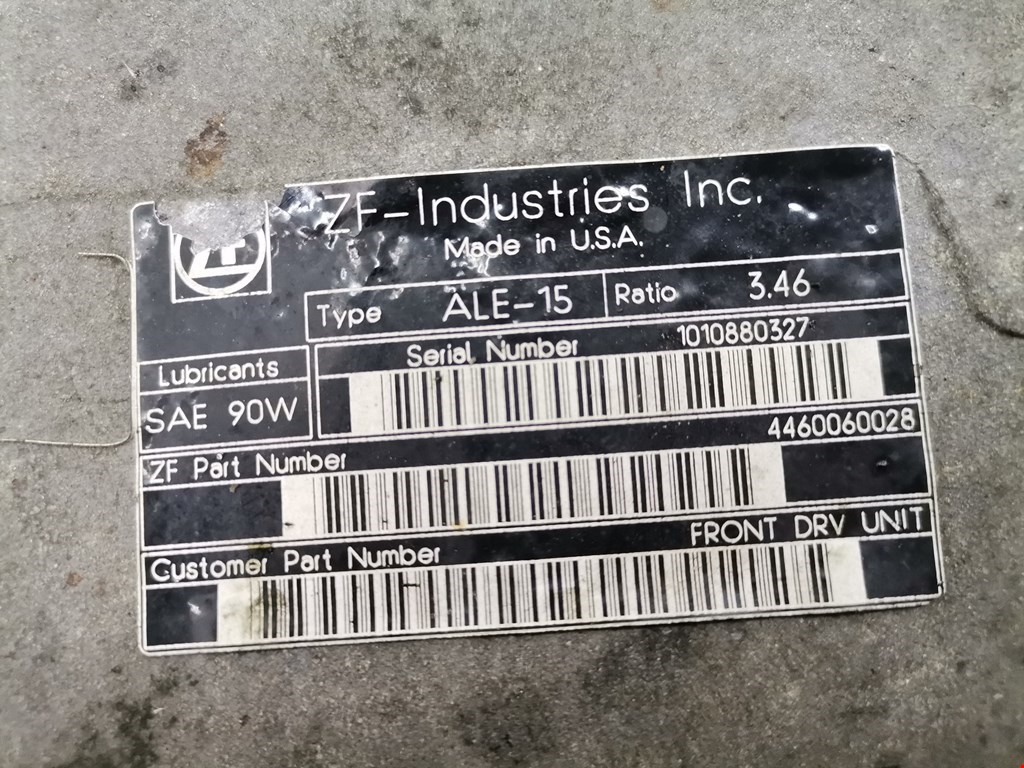 ZF-Industries Inc.
Made in U.S.A.
ZF
Type ALE-15 Ratio 3.46
Serial Number 1010880327
Lubricants
SAE 90W
ZF Part Number 4460060028
Customer Part Number FRONT DRV UNIT